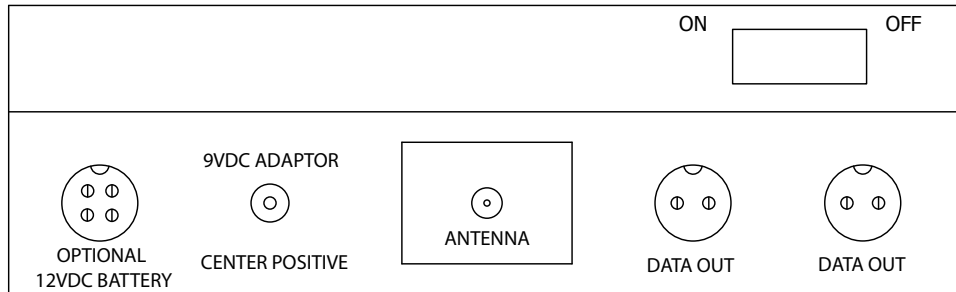 ON
OFF
9VDC ADAPTOR
CENTER POSITIVE
OPTIONAL
12VDC BATTERY
ANTENNA
DATA OUT
DATA OUT